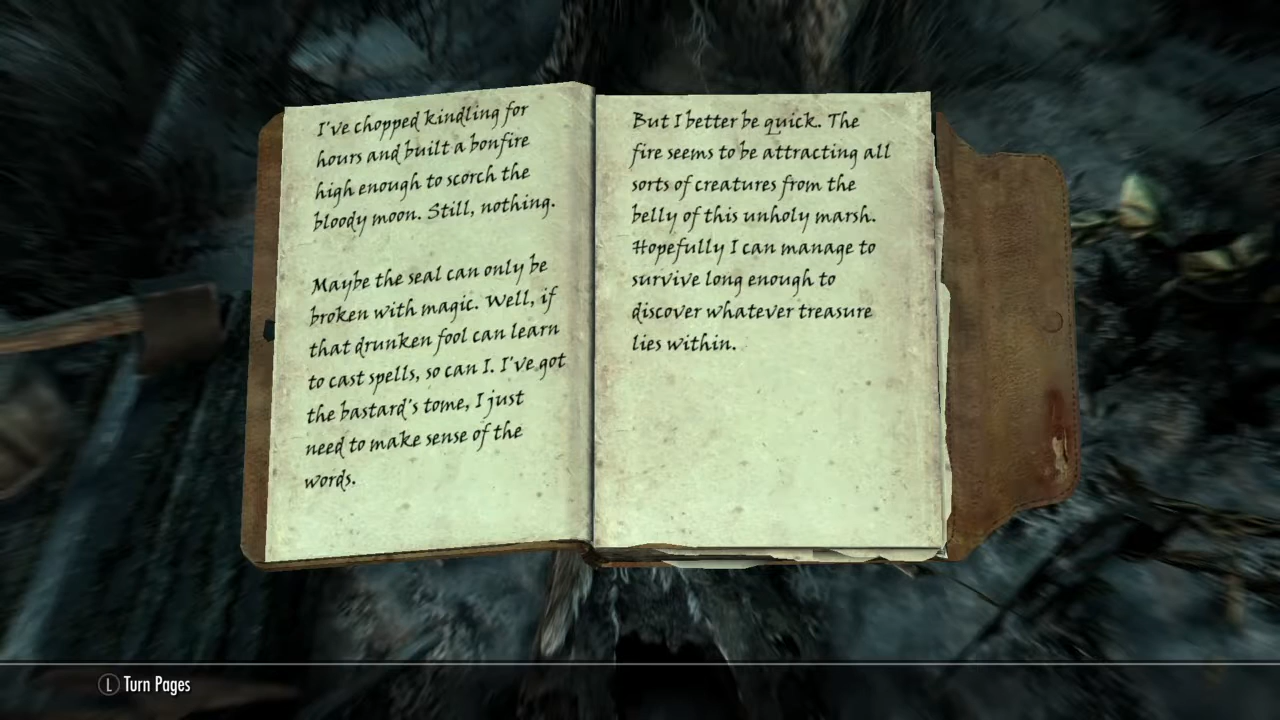 I've chopped kindling for
hours and built a bonfire
high enough to scorch the
bloody moon. Still, nothing.
Maybe the seal can only be
broken with magic. Well, if
that drunken fool can learn
to cast spells, so can I. I've got
the bastard's tome, I just
need to make sense of the
words.
But I better be quick. The
fire seems to be attracting all
sorts of creatures from the
belly of this unholy marsh.
Hopefully I can manage to
survive long enough to
discover whatever treasure
lies within.
L Turn Pages